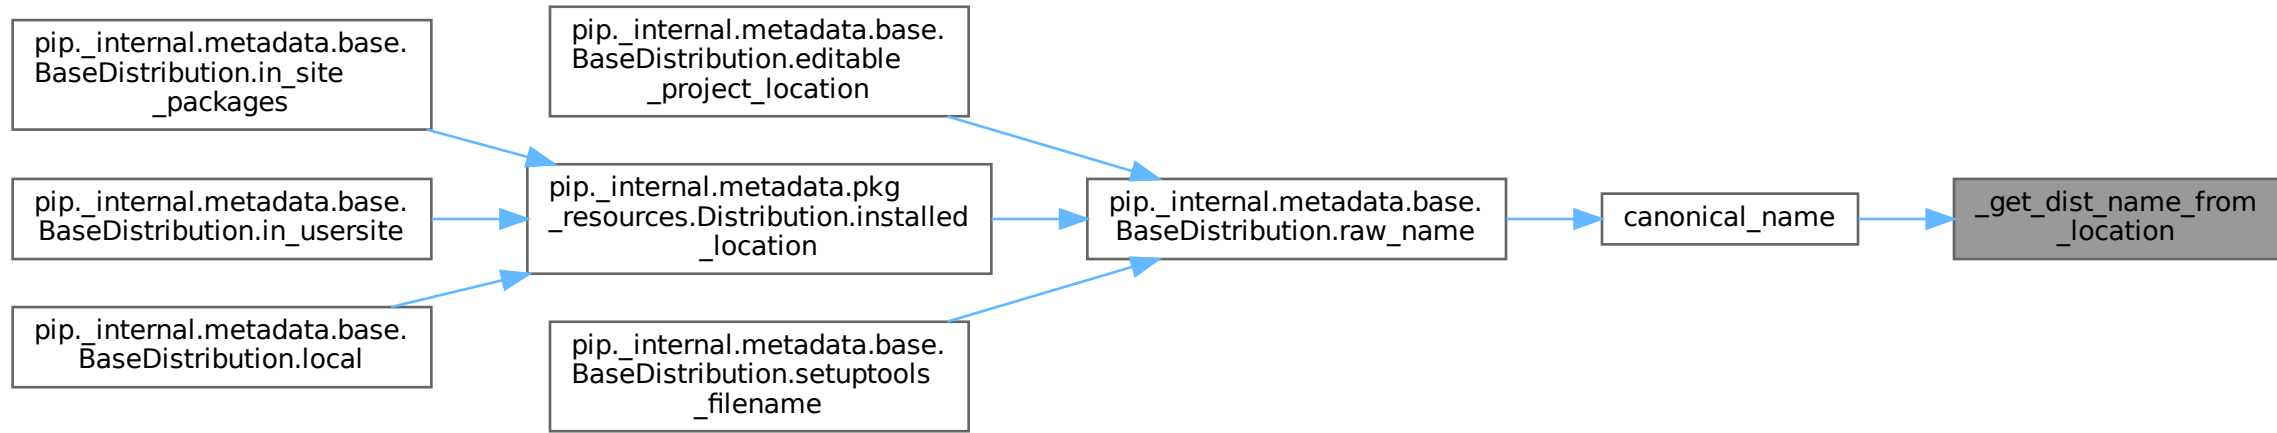 pip._internal.metadata.base.
BaseDistribution.in_site
_packages
pip._internal.metadata.base.
BaseDistribution.in_usersite
pip._internal.metadata.base.
BaseDistribution.local
pip._internal.metadata.base.
BaseDistribution.editable
_project_location
pip._internal.metadata.pkg
_resources.Distribution.installed
_location
pip._internal.metadata.base.
BaseDistribution.setuptools
_filename
pip._internal.metadata.base.
BaseDistribution.raw_name
canonical_name
_get_dist_name_from
_location